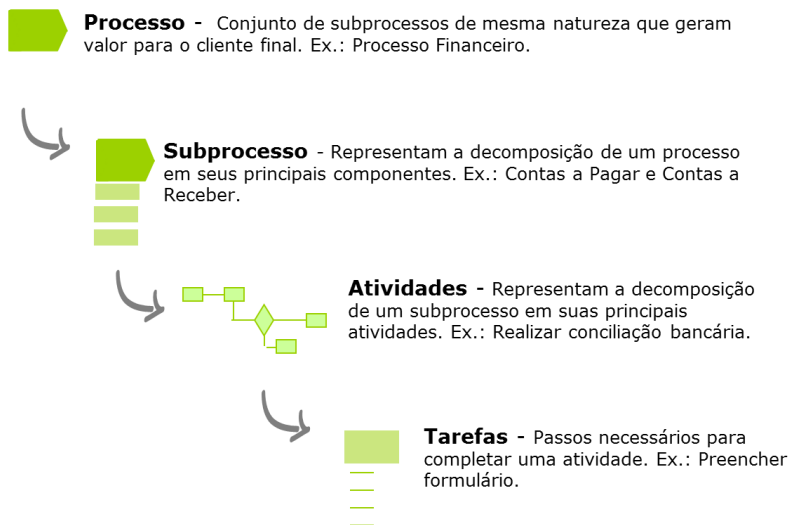 Processo - Conjunto de subprocessos de mesma natureza que geram
valor para o cliente final. Ex.: Processo Financeiro.
Subprocesso - Representam a decomposição de um processo
em seus principais componentes. Ex.: Contas a Pagar e Contas a
Receber.
Atividades - Representam a decomposição
de um subprocesso em suas principais
atividades. Ex.: Realizar conciliação bancária.
Tarefas - Passos necessários para
completar uma atividade. Ex.: Preencher
formulário.